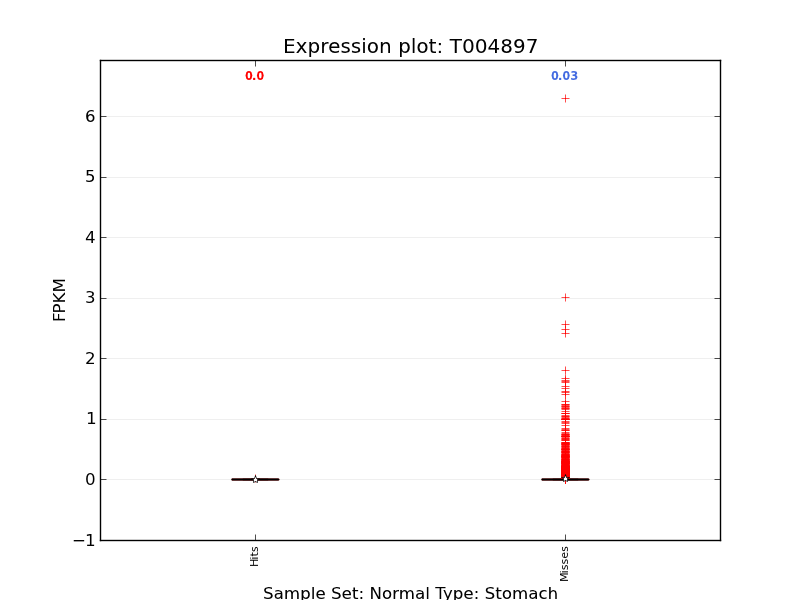 Expression plot: T004897
0.0
0.03
6
5
4
3
2
1
0
−1
FPKM
Hits
Misses
Sample Set: Normal Type: Stomach